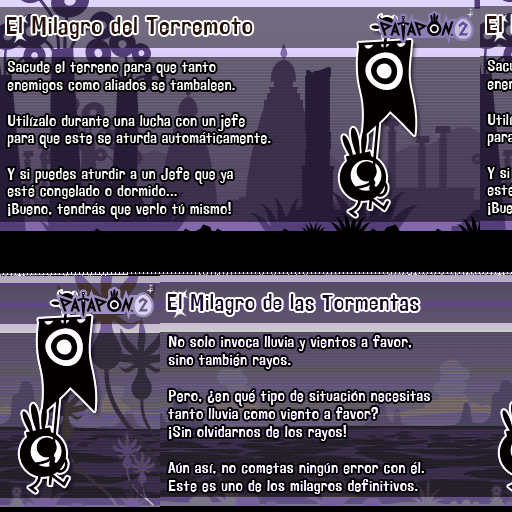 El Milagro del Terremoto
PATAPON 2
El
Sacude el terreno para que tanto
enemigos como aliados se tambaleen.
Utilízalo durante una lucha con un jefe
para que este se aturda automáticamente.
Y si puedes aturdir a un Jefe que ya
esté congelado o dormido...
¡Bueno, tendrás que verlo tú mismo!
PATAPON 2
El Milagro de las Tormentas
No solo invoca lluvia y vientos a favor,
sino también rayos.
Pero, ¿en qué tipo de situación necesitas
tanto lluvia como viento a favor?
¡Sin olvidarnos de los rayos!
Aún así, no cometas ningún error con él.
Este es uno de los milagros definitivos.